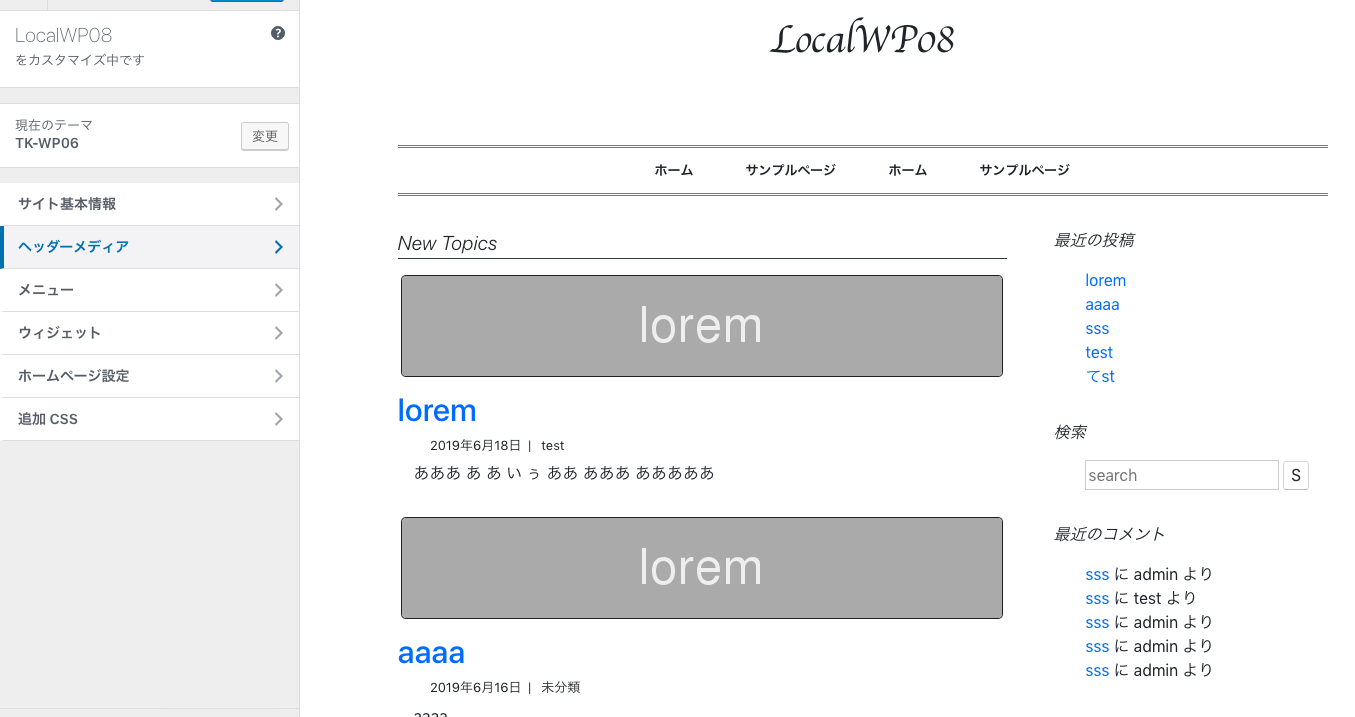 LocalWP08
をカスタマイズ中です
現在のテーマ
TK-WP06
変更
サイト基本情報
ヘッダーメディア
メニュー
ウィジェット
ホームページ設定
追加 CSS
LocalWP08
ホーム サンプルページ ホーム サンプルページ
New Topics
lorem
lorem
2019年6月18日 | test
あああ あ あ い ぅ ああ あああ あああああ
lorem
aaaa
2019年6月16日 | 未分類
aaaa
最近の投稿
lorem
aaaa
sss
test
てst
検索
search S
最近のコメント
sss に admin より
sss に test より
sss に admin より
sss に admin より
sss に admin より